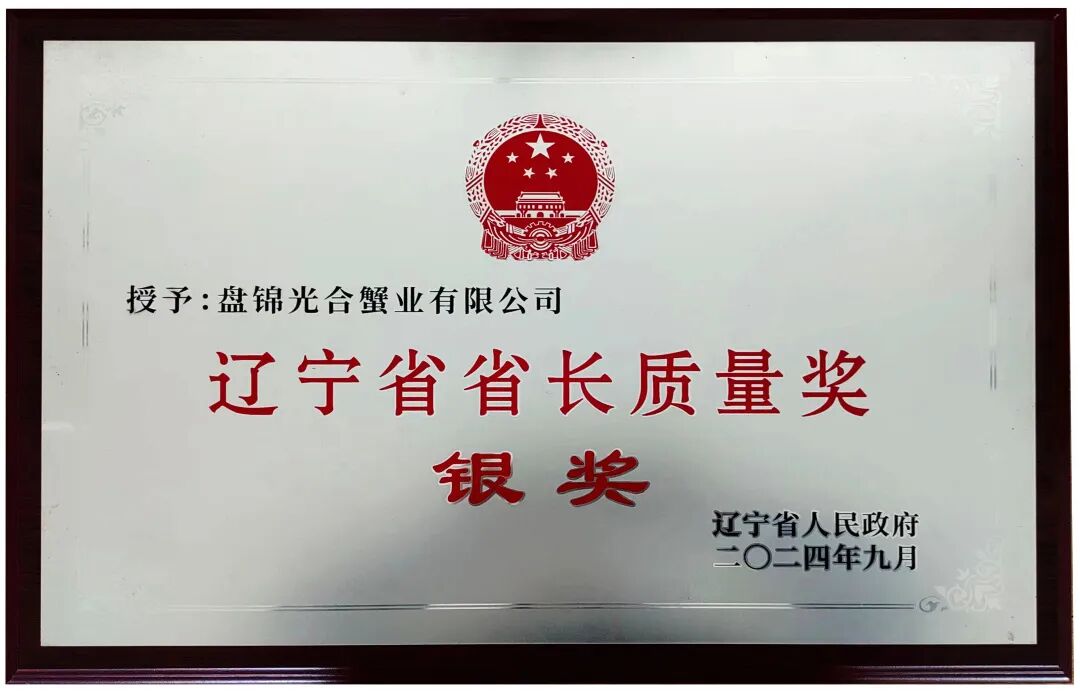 授予:盘锦光合蟹业有限公司
辽宁省省长质量奖
银奖
辽宁省人民政府
二〇二四年九月